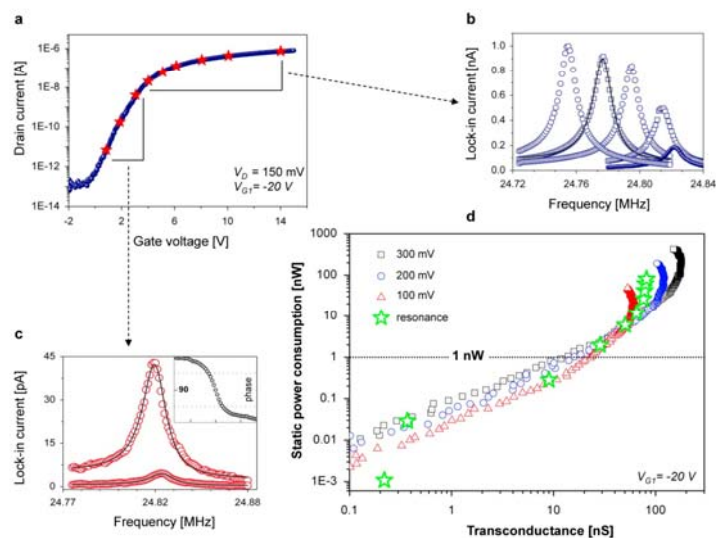 a
Drain current [A]
1E-6
1E-8
1E-10
1E-12
1E-14
-2 0 2 4 6 8 10 12 14
Gate voltage [V]
V_D = 150 mV
V_G1= -20 V
b
Lock-in current [nA]
1.0
0.8
0.6
0.4
0.2
0.0
24.72 24.76 24.80 24.84
Frequency [MHz]
c
Lock-in current [pA]
45
30
15
0
24.77 24.82 24.88
Frequency [MHz]
90
phase
d
Static power consumption [nW]
1000
100
10
1
0.1
0.01
1E-3
300 mV
200 mV
100 mV
resonance
1 nW
V_G1= -20 V
0.1 1 10 100
Transconductance [nS]